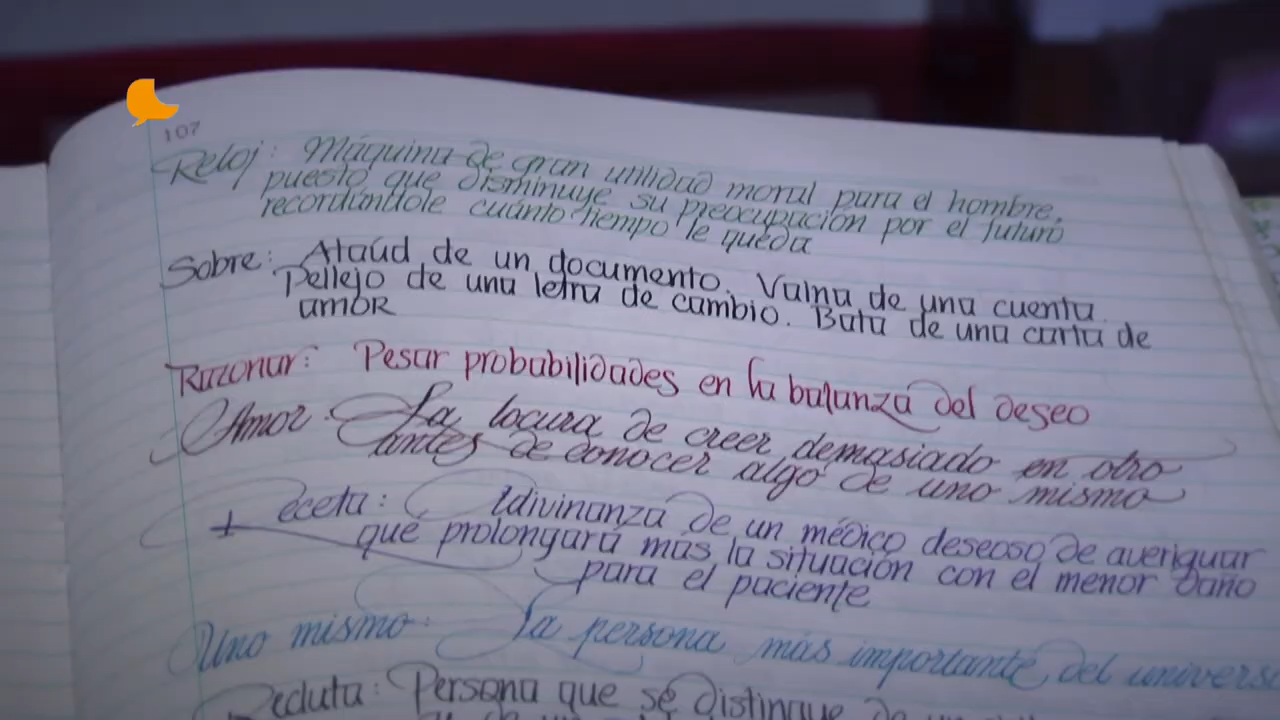 107
Reloj: Máquina de gran utilidad moral para el hombre,
puesto que disminuye su preocupación por el futuro
recordándole cuánto tiempo le queda
Sobre: Ataúd de un documento. Vaina de una cuenta.
Pellejo de una letra de cambio. Bata de una carta de
amor
Razonar: Pesar probabilidades en la balanza del deseo
Amor: La locura de creer demasiado en otro
antes de conocer algo de uno mismo
Receta: Adivinanza de un médico deseoso de averiguar
que prolongará más la situación con el menor daño
para el paciente
Uno mismo: La persona más importante del universo
Recluta: Persona que se distingue de un